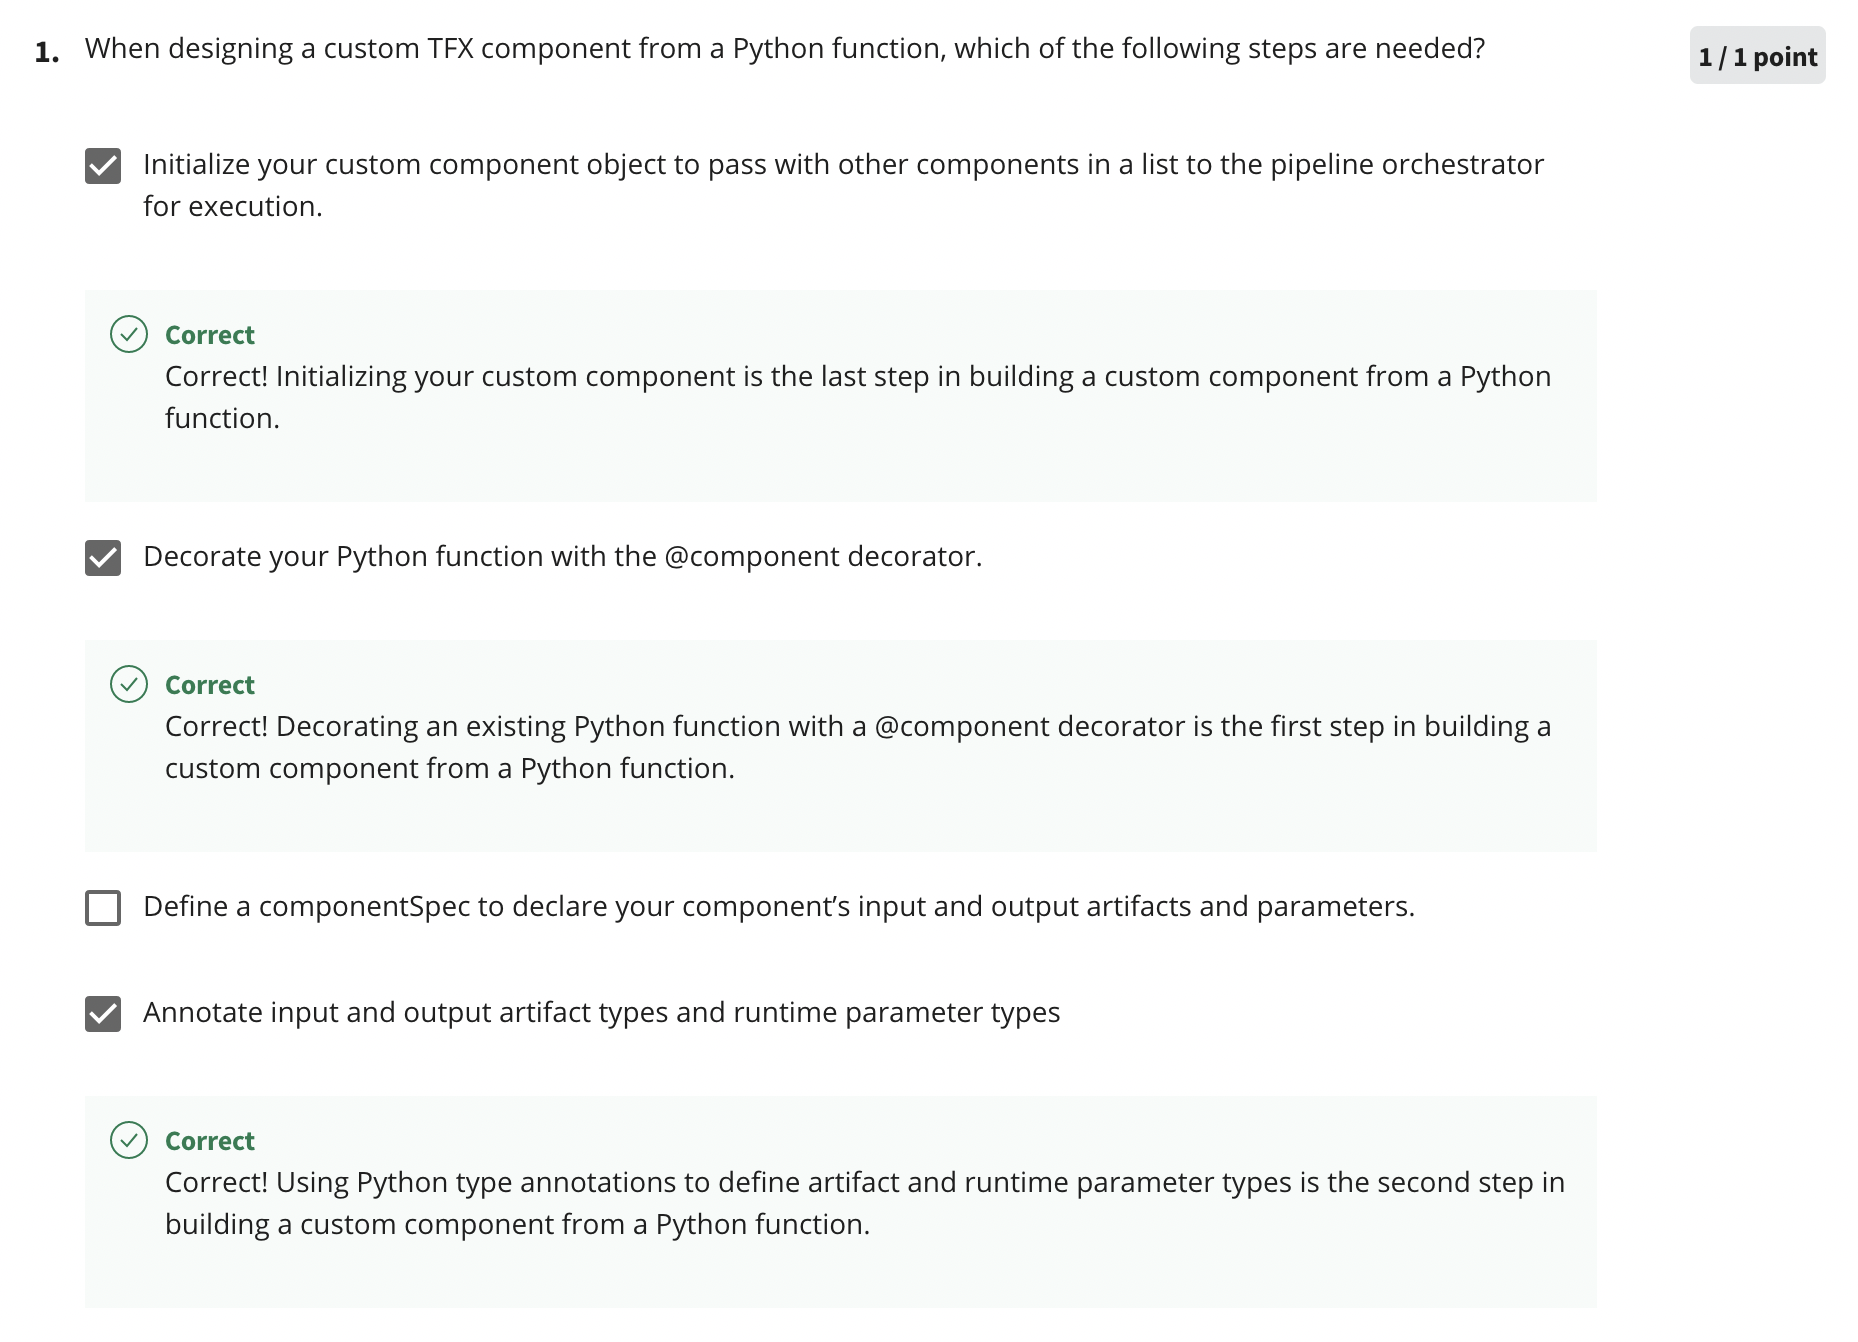 1. When designing a custom TFX component from a Python function, which of the following steps are needed?
1 / 1 point
Initialize your custom component object to pass with other components in a list to the pipeline orchestrator
for execution.
Correct
Correct! Initializing your custom component is the last step in building a custom component from a Python
function.
Decorate your Python function with the @component decorator.
Correct
Correct! Decorating an existing Python function with a @component decorator is the first step in building a
custom component from a Python function.
Define a componentSpec to declare your component’s input and output artifacts and parameters.
Annotate input and output artifact types and runtime parameter types
Correct
Correct! Using Python type annotations to define artifact and runtime parameter types is the second step in
building a custom component from a Python function.